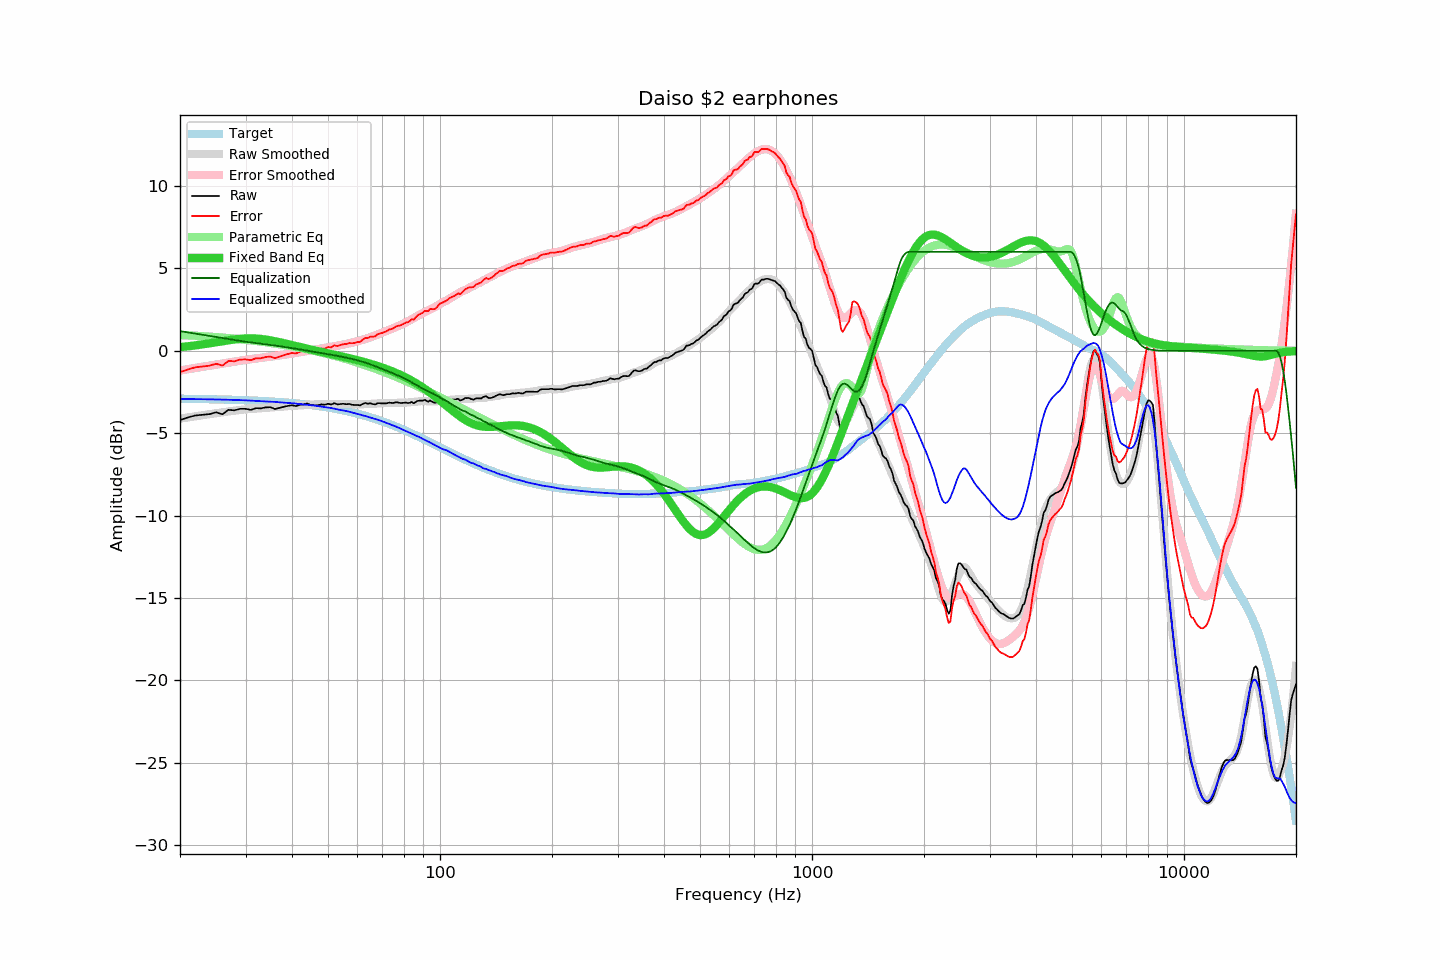 Daiso $2 earphones
Target
Raw Smoothed
Error Smoothed
Raw
Error
Parametric Eq
Fixed Band Eq
Equalization
Equalized smoothed
Amplitude (dBr)
10
5
0
−5
−10
−15
−20
−25
−30
100
1000
10000
Frequency (Hz)